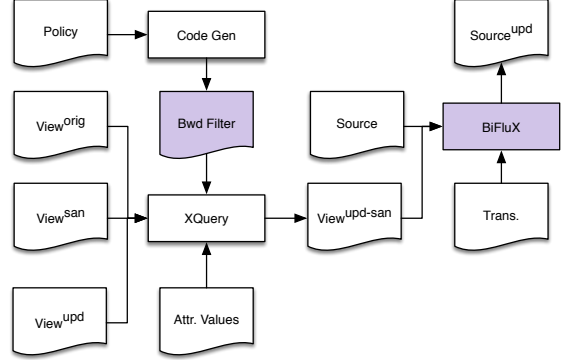 Policy
Code Gen
Source^upd
View^orig
Bwd Filter
Source
BiFluX
View^san
XQuery
View^upd-san
Trans.
View^upd
Attr. Values